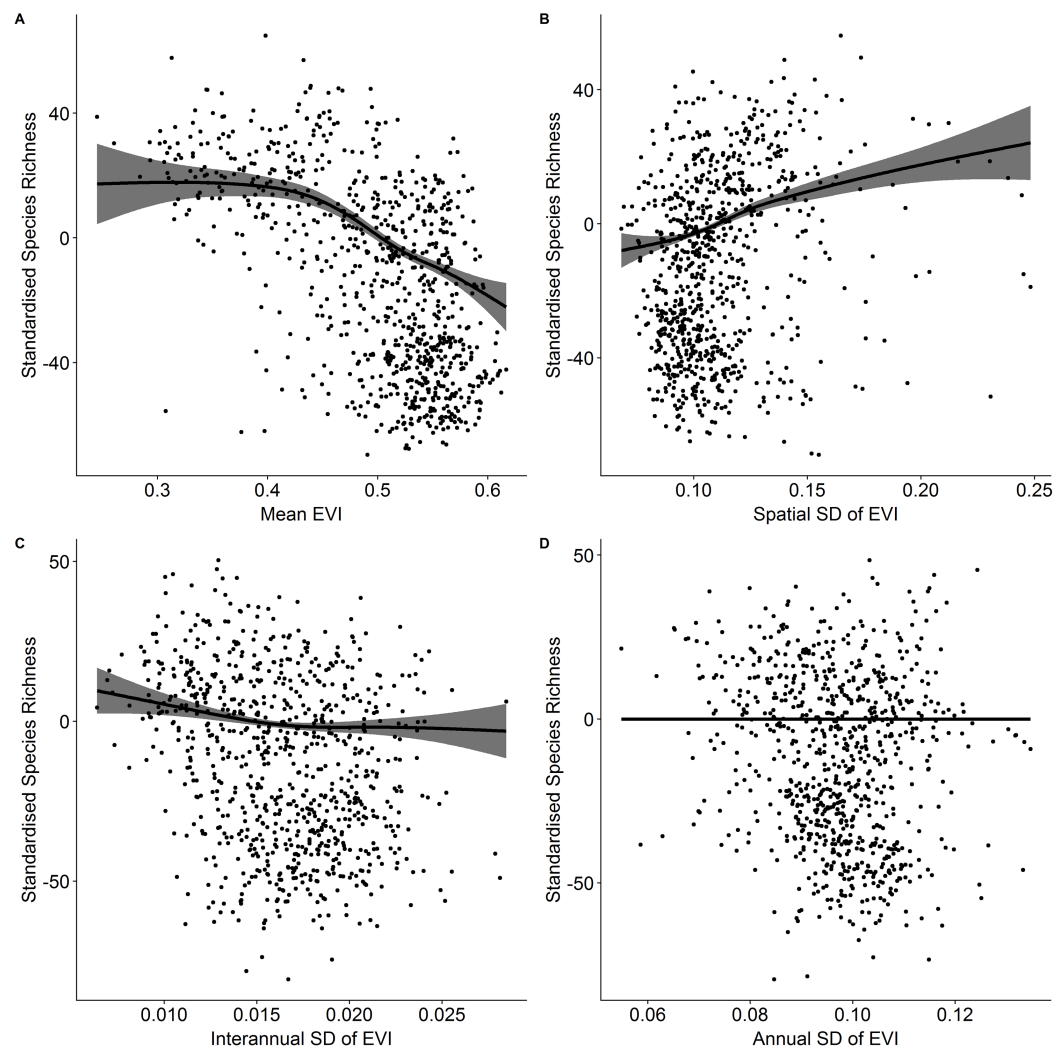 A
Standardised Species Richness
40
0
-40
0.3 0.4 0.5 0.6
Mean EVI
B
Standardised Species Richness
40
0
-40
0.10 0.15 0.20 0.25
Spatial SD of EVI
C
Standardised Species Richness
50
0
-50
0.010 0.015 0.020 0.025
Interannual SD of EVI
D
Standardised Species Richness
50
0
-50
0.06 0.08 0.10 0.12
Annual SD of EVI